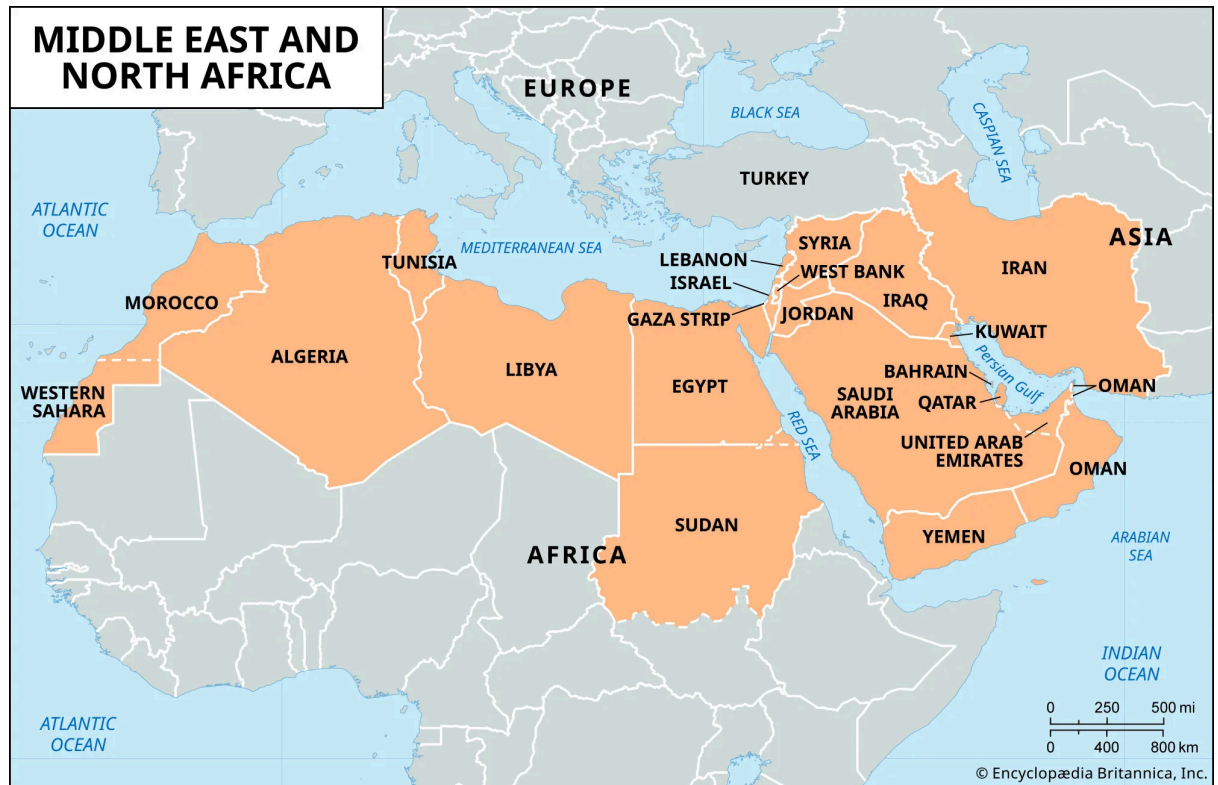 MIDDLE EAST AND
NORTH AFRICA
EUROPE
BLACK SEA
CASPIAN SEA
TURKEY
ATLANTIC
OCEAN
MEDITERRANEAN SEA
ASIA
SYRIA
LEBANON
WEST BANK
TUNISIA
IRAN
ISRAEL
MOROCCO
IRAQ
GAZA STRIP
JORDAN
KUWAIT
ALGERIA
LIBYA
EGYPT
Persian Gulf
BAHRAIN
OMAN
WESTERN
SAHARA
SAUDI
ARABIA
QATAR
RED SEA
UNITED ARAB
EMIRATES
OMAN
SUDAN
YEMEN
ARABIAN
SEA
AFRICA
INDIAN
OCEAN
ATLANTIC
OCEAN
0 250 500 mi
0 400 800 km
© Encyclopædia Britannica, Inc.